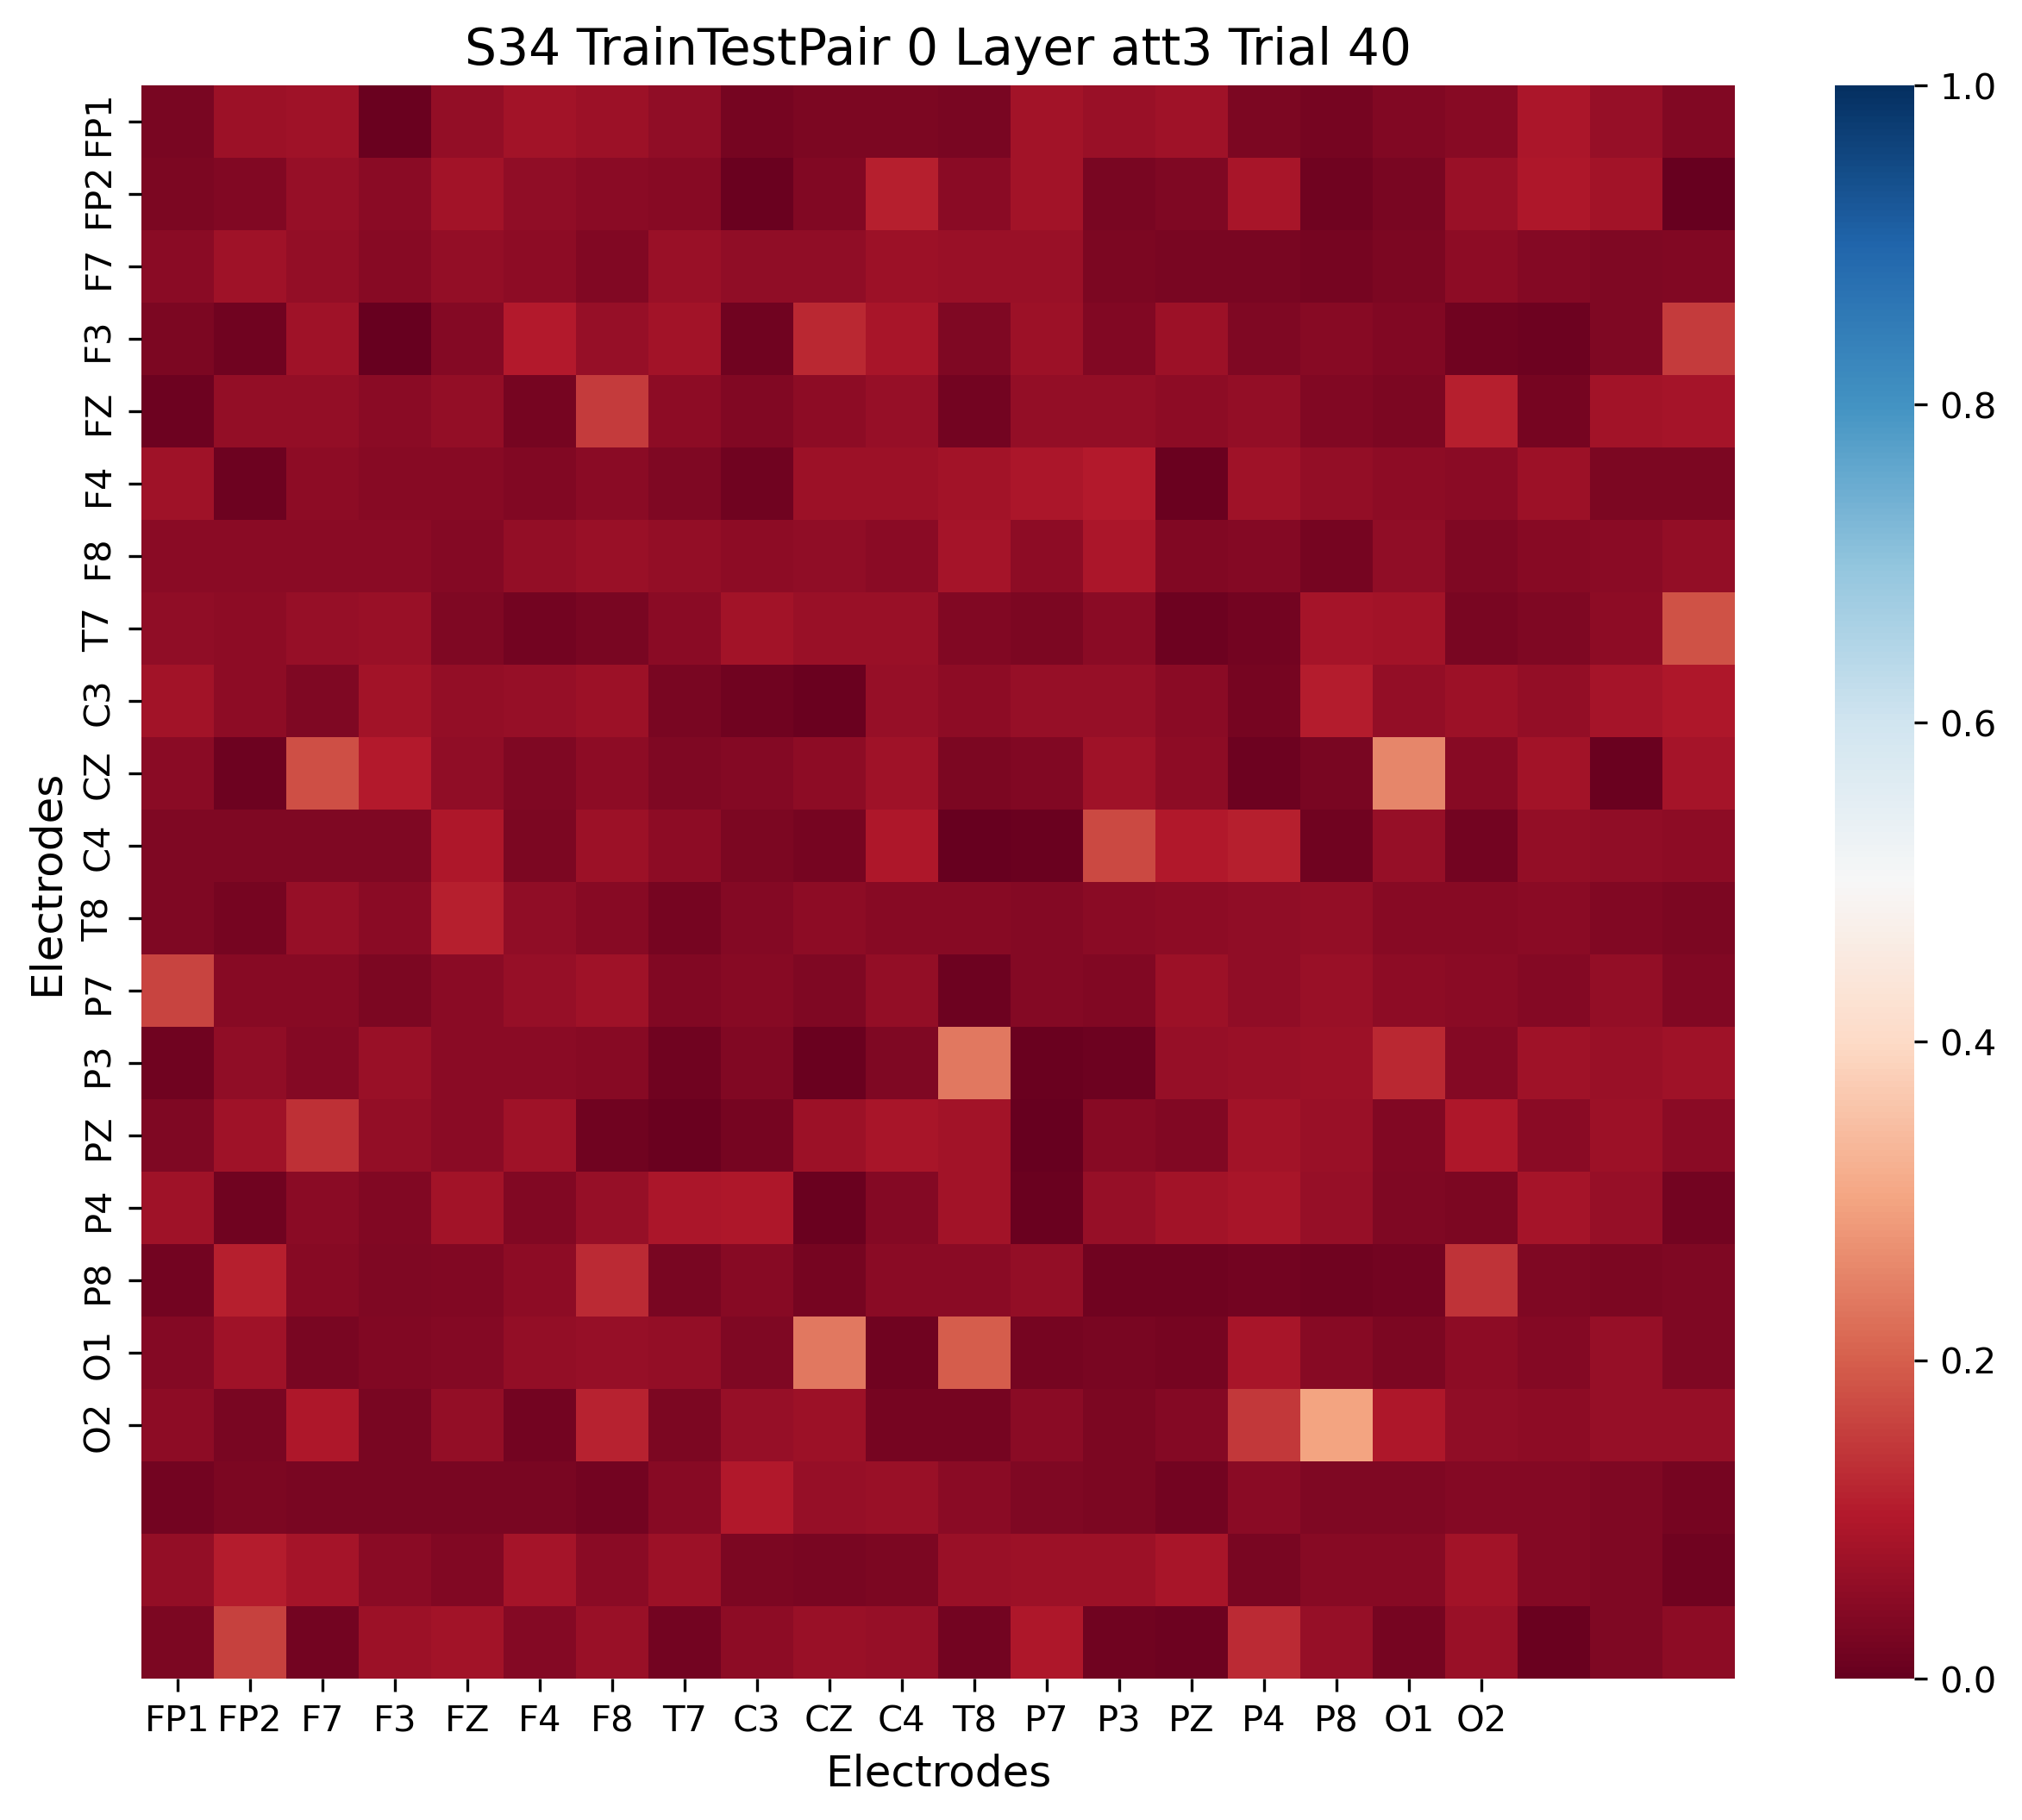 S34 TrainTestPair 0 Layer att3 Trial 40
Electrodes
FP1
FP2
F7
F3
FZ
F4
F8
T7
C3
CZ
C4
T8
P7
P3
PZ
P4
P8
O1
O2
FP1 FP2 F7 F3 FZ F4 F8 T7 C3 CZ C4 T8 P7 P3 PZ P4 P8 O1 O2
Electrodes
1.0
0.8
0.6
0.4
0.2
0.0